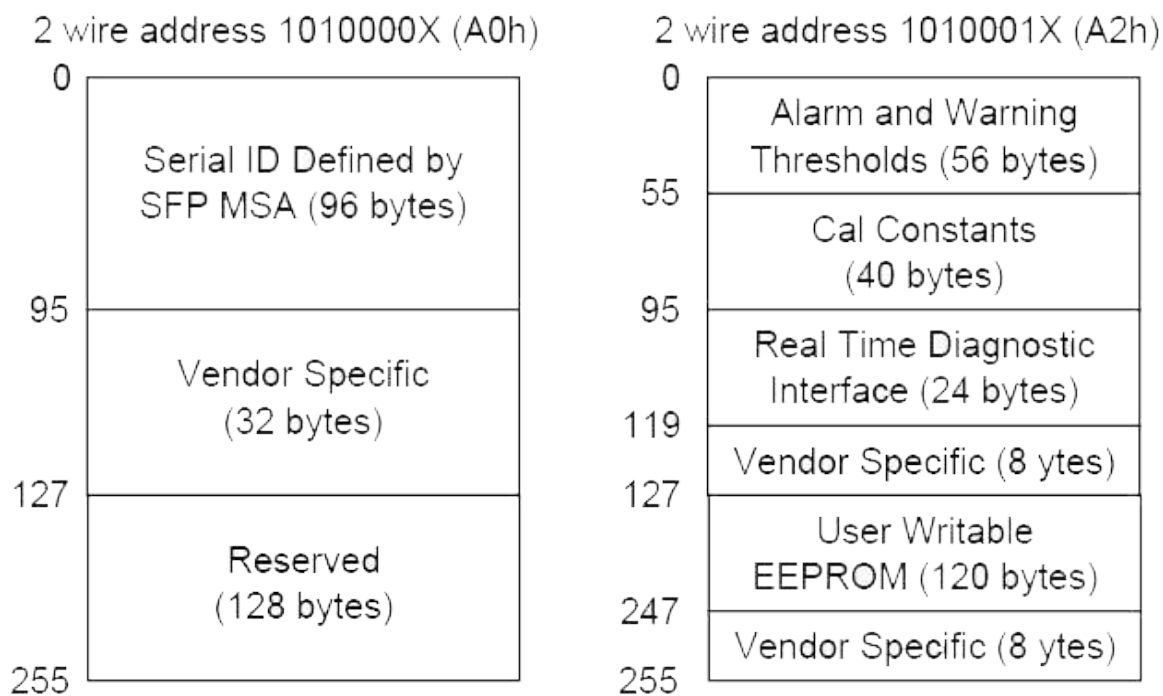 2 wire address 1010000X (A0h)
0
Serial ID Defined by
SFP MSA (96 bytes)
95
Vendor Specific
(32 bytes)
127
Reserved
(128 bytes)
255
2 wire address 1010001X (A2h)
0
Alarm and Warning
Thresholds (56 bytes)
55
Cal Constants
(40 bytes)
95
Real Time Diagnostic
Interface (24 bytes)
119
Vendor Specific (8 ytes)
127
User Writable
EEPROM (120 bytes)
247
Vendor Specific (8 ytes)
255